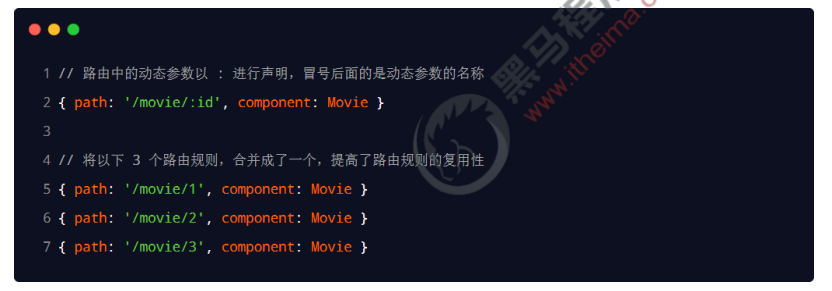 1 // 路由中的动态参数以 : 进行声明，冒号后面的是动态参数的名称
2 { path: '/movie/:id', component: Movie }
3
4 // 将以下 3 个路由规则，合并成了一个，提高了路由规则的复用性
5 { path: '/movie/1', component: Movie }
6 { path: '/movie/2', component: Movie }
7 { path: '/movie/3', component: Movie }
黑马程
www.itheima.co